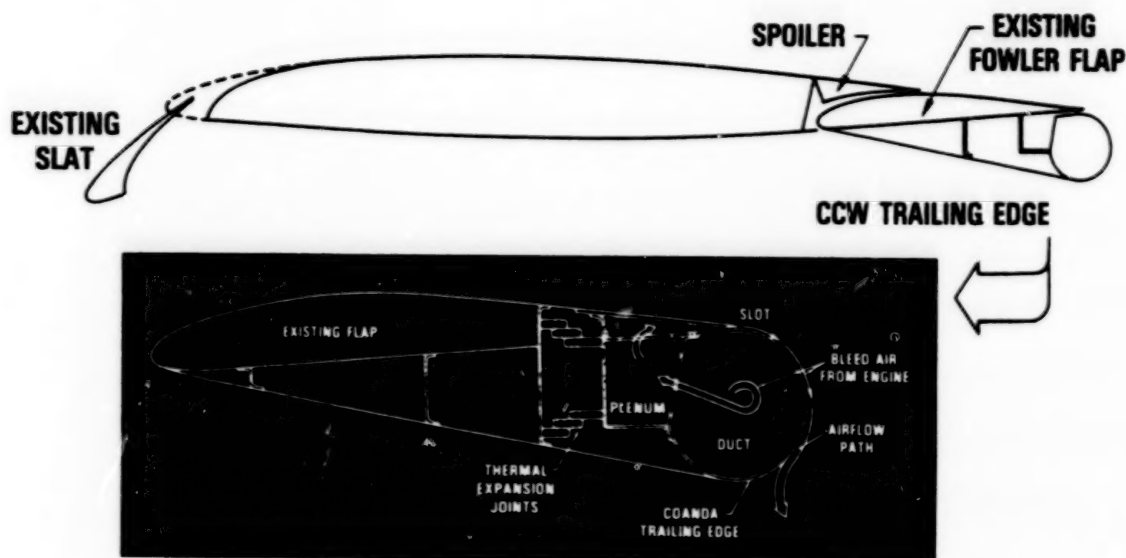 SPOILER
EXISTING
FOWLER FLAP
EXISTING
SLAT
CCW TRAILING EDGE
EXISTING FLAP
SLOT
BLEED AIR
FROM ENGINE
PLENUM
DUCT
AIRFLOW
PATH
THERMAL
EXPANSION
JOINTS
COANDA
TRAILING EDGE